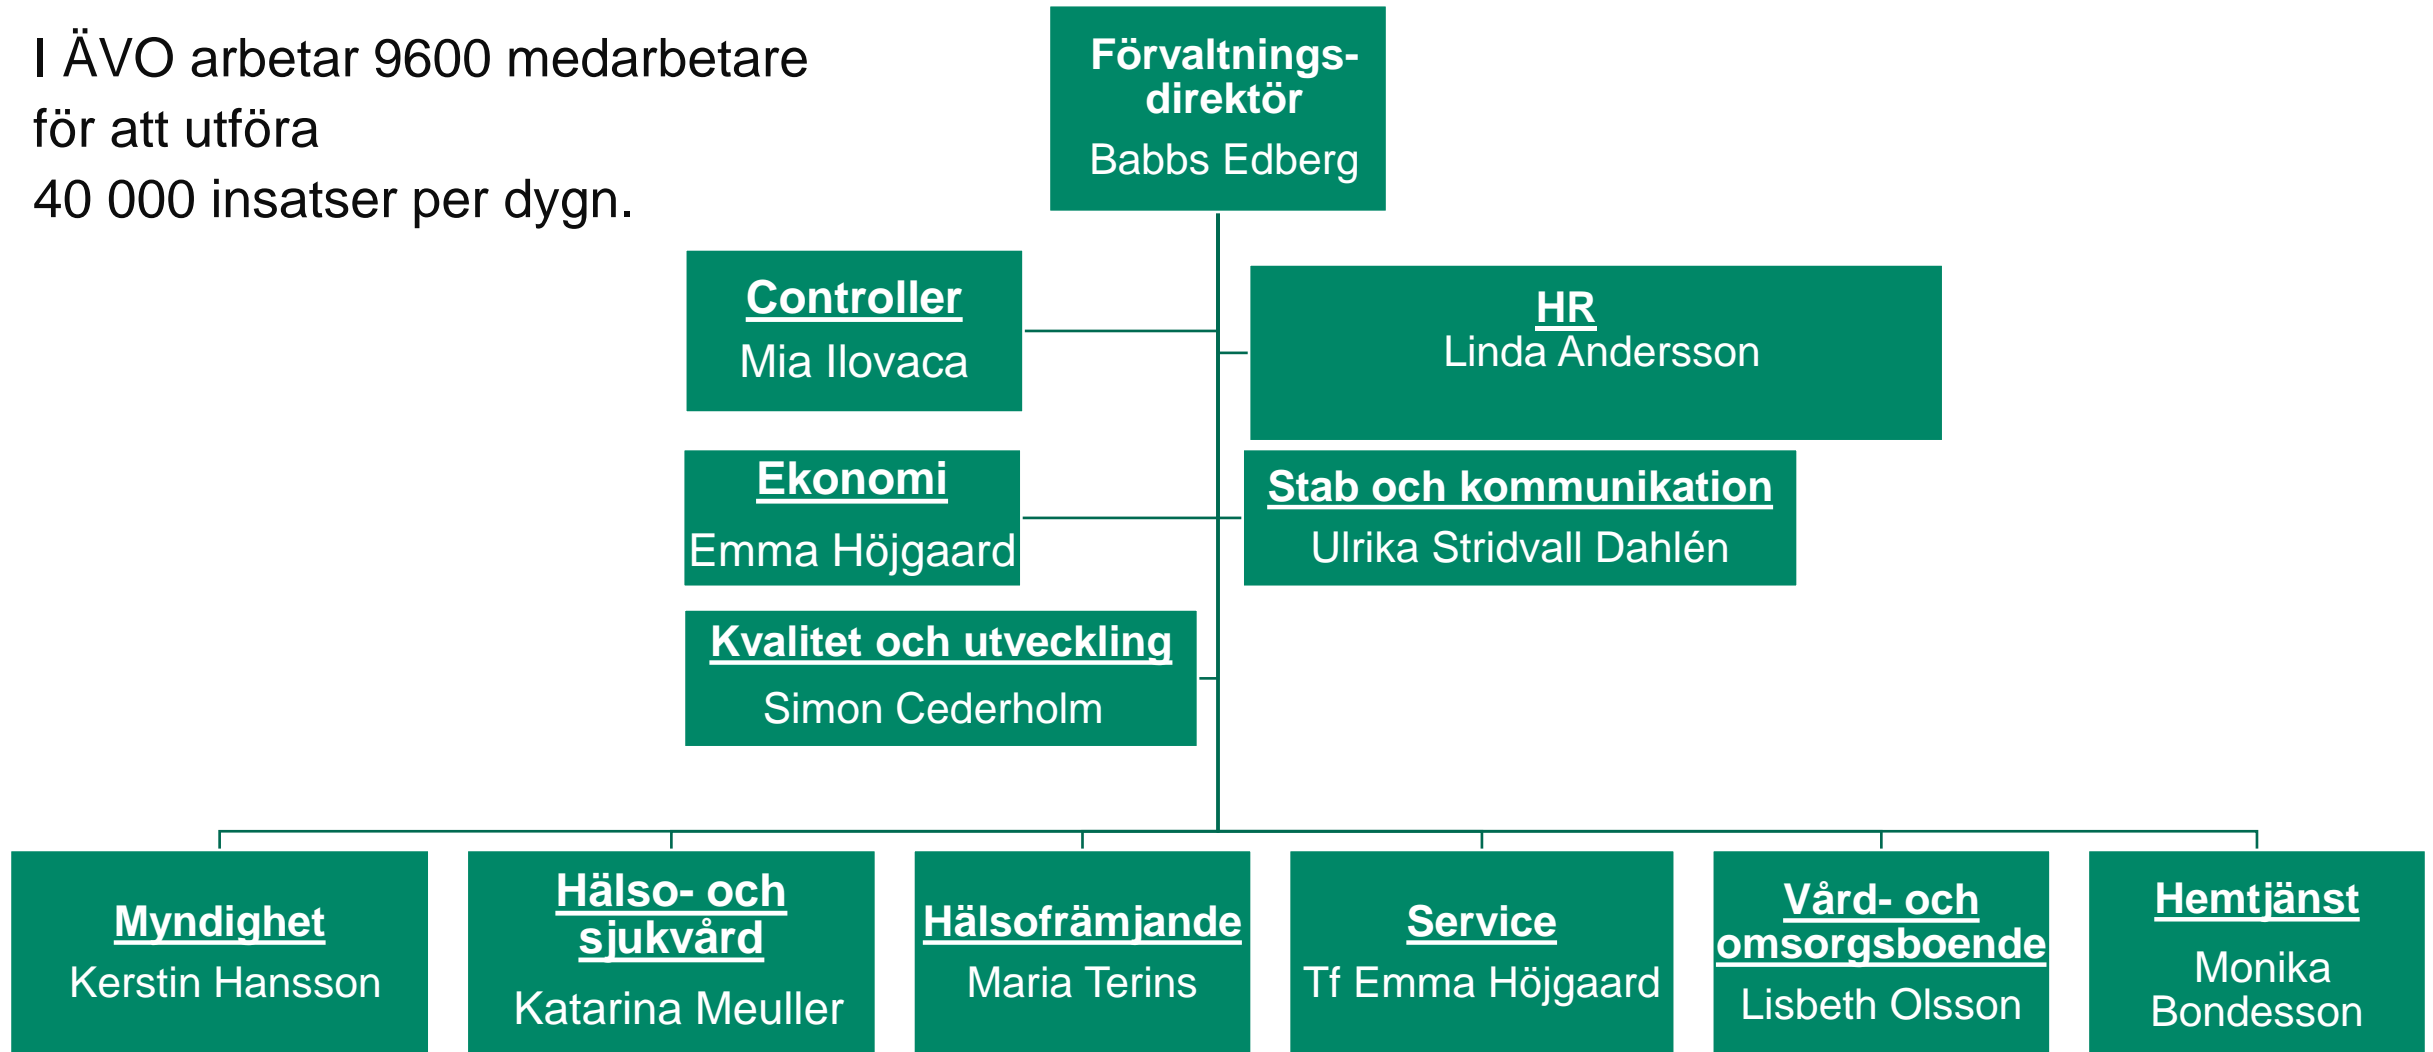 I ÄVO arbetar 9600 medarbetare
för att utföra
40 000 insatser per dygn.
Förvaltnings-
direktör
Babbs Edberg
Controller
Mia Ilovaca
HR
Linda Andersson
Ekonomi
Emma Höjgaard
Stab och kommunikation
Ulrika Stridvall Dahlén
Kvalitet och utveckling
Simon Cederholm
Myndighet
Kerstin Hansson
Hälso- och
sjukvård
Katarina Meuller
Hälsofrämjande
Maria Terins
Service
Tf Emma Höjgaard
Vård- och
omsorgsboende
Lisbeth Olsson
Hemtjänst
Monika
Bondesson